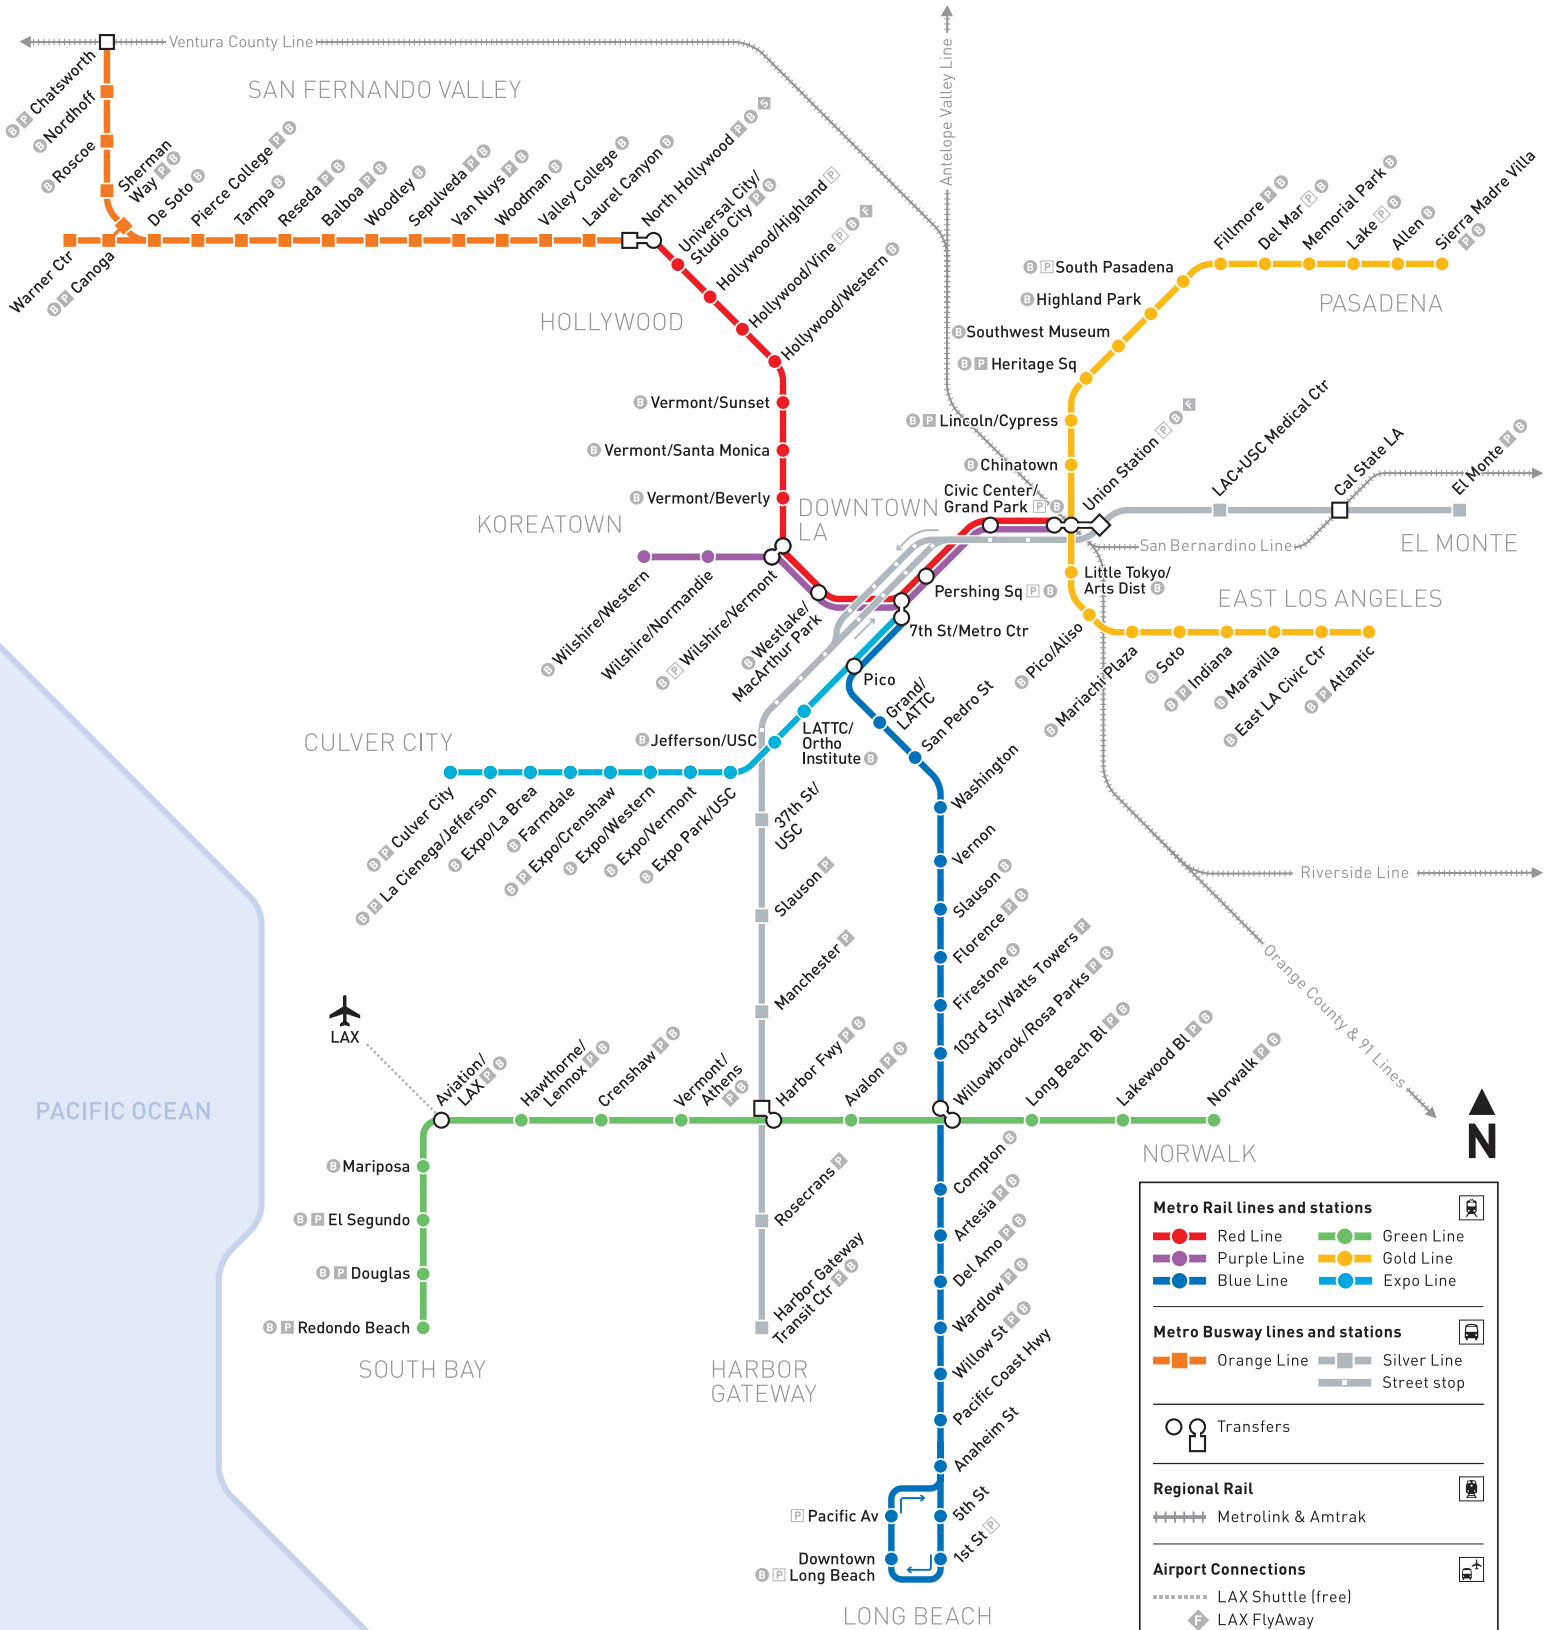 Ventura County Line
SAN FERNANDO VALLEY
Antelope Valley Line
B P Chatsworth
B Nordhoff
B Roscoe
Sherman
Way P B
Warner Ctr
B P Canoga
De Soto B
Pierce College P B
Tampa B
Reseda P B
Balboa P B
Woodley B
Sepulveda P B
Van Nuys P B
Woodman B
Valley College B
Laurel Canyon B
North Hollywood P B S
Universal City/
Studio City P B
Hollywood/Highland P
Hollywood/Vine P B F
Hollywood/Western B
HOLLYWOOD
B Vermont/Sunset
B Vermont/Santa Monica
B Vermont/Beverly
KOREATOWN
DOWNTOWN
LA
B Wilshire/Western
Wilshire/Normandie
B P Wilshire/Vermont
B Westlake/
MacArthur Park
Civic Center/
Grand Park P B
Pershing Sq P B
7th St/Metro Ctr
Union Station P B F
Fillmore P B
Del Mar P B
Memorial Park B
Lake P B
Allen B
Sierra Madre Villa
P B
B P South Pasadena
B Highland Park
B Southwest Museum
B P Heritage Sq
B P Lincoln/Cypress
B Chinatown
PASADENA
LAC+USC Medical Ctr
Cal State LA
El Monte P B
San Bernardino Line
EL MONTE
Little Tokyo/
Arts Dist B
EAST LOS ANGELES
B Pico/Aliso
B Mariachi Plaza
B Soto
B P Indiana
B Maravilla
B East LA Civic Ctr
B P Atlantic
Pico
Grand/
LATTC
San Pedro St
Washington
Vernon
Slauson B
Florence P B
Firestone B
103rd St/Watts Towers P
Willowbrook/Rosa Parks P B
CULVER CITY
B Jefferson/USC
LATTC/
Ortho
Institute B
B P Culver City
B P La Cienega/Jefferson
B Expo/La Brea
B Farmdale
B P Expo/Crenshaw
B Expo/Western
B Expo/Vermont
B Expo Park/USC
37th St/
USC
Slauson P
Manchester P
Riverside Line
Orange County & 91 Lines
LAX
PACIFIC OCEAN
Aviation/
LAX P B
Hawthorne/
Lennox P B
Crenshaw P B
Vermont/
Athens
P B
Harbor Fwy P B
Avalon P B
Long Beach Bl P B
Lakewood Bl P B
Norwalk P B
NORWALK
B Mariposa
B P El Segundo
B P Douglas
B P Redondo Beach
SOUTH BAY
Rosecrans P
Harbor Gateway
Transit Ctr P B
HARBOR
GATEWAY
Compton B
Artesia P B
Del Amo P B
Wardlow P B
Willow St P B
Pacific Coast Hwy
Anaheim St
5th St
1st St P
P Pacific Av
Downtown
B P Long Beach
LONG BEACH
N
Metro Rail lines and stations
Red Line
Green Line
Purple Line
Gold Line
Blue Line
Expo Line
Metro Busway lines and stations
Orange Line
Silver Line
Street stop
Transfers
Regional Rail
Metrolink & Amtrak
Airport Connections
LAX Shuttle (free)
F LAX FlyAway